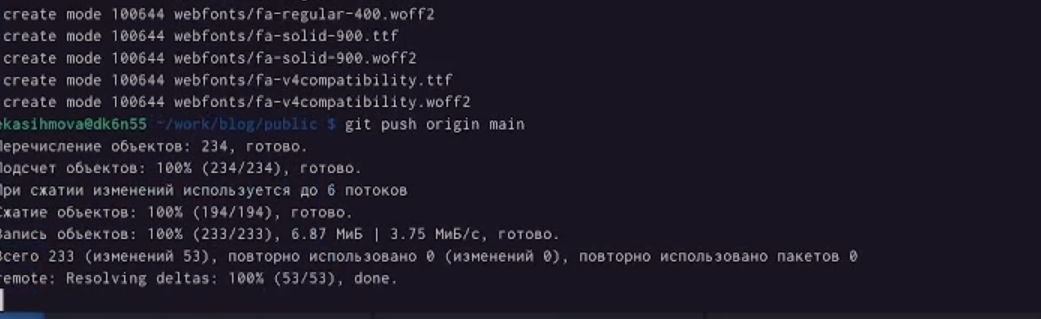 create mode 100644 webfonts/fa-regular-400.woff2
create mode 100644 webfonts/fa-solid-900.ttf
create mode 100644 webfonts/fa-solid-900.woff2
create mode 100644 webfonts/fa-v4compatibility.ttf
create mode 100644 webfonts/fa-v4compatibility.woff2
ekasihmova@dk6n55 ~/work/blog/public $ git push origin main
Перечисление объектов: 234, готово.
Подсчет объектов: 100% (234/234), готово.
При сжатии изменений используется до 6 потоков
Сжатие объектов: 100% (194/194), готово.
Запись объектов: 100% (233/233), 6.87 МиБ | 3.75 МиБ/с, готово.
Всего 233 (изменений 53), повторно использовано 0 (изменений 0), повторно использовано пакетов 0
remote: Resolving deltas: 100% (53/53), done.